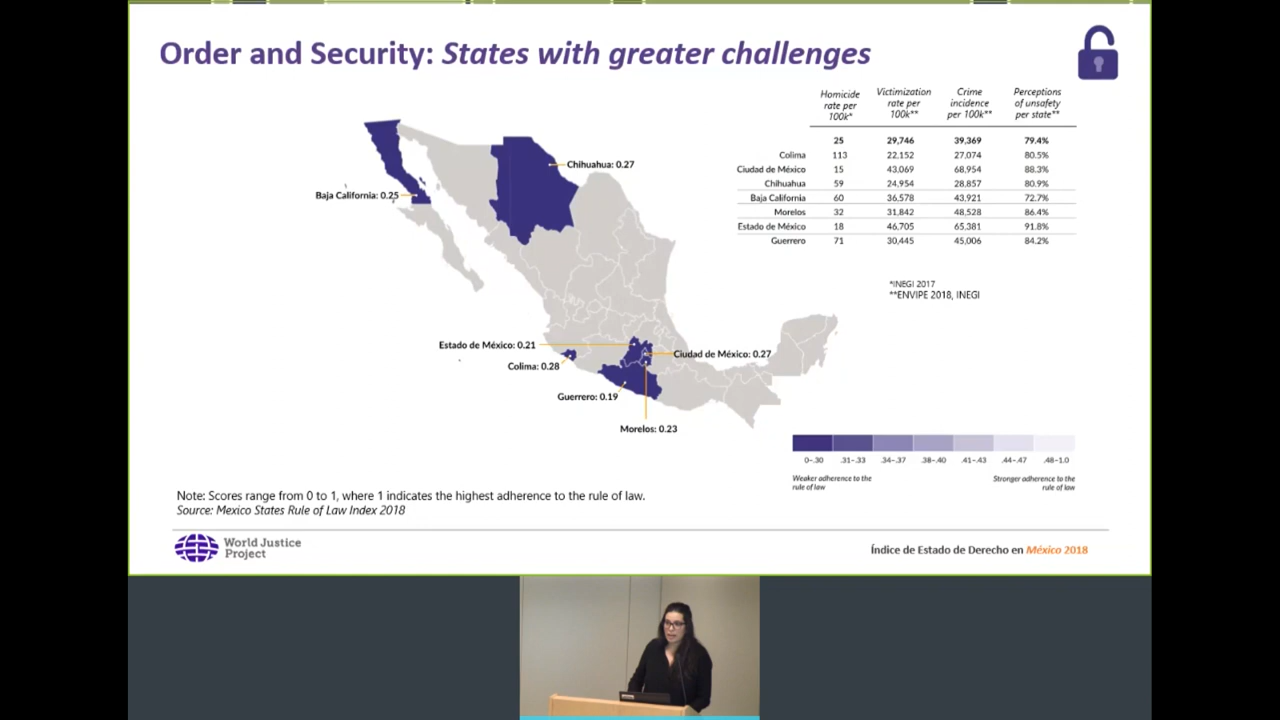 Order and Security: States with greater challenges
Homicide rate per 100k*
Victimization rate per 100k**
Crime incidence per 100k**
Perceptions of unsafety per state**
25 29,746 39,369 79.4%
Colima 113 22,152 27,074 80.5%
Ciudad de México 15 43,069 68,954 88.3%
Chihuahua 59 24,954 28,857 80.9%
Baja California 60 36,578 43,921 72.7%
Morelos 32 31,842 48,528 86.4%
Estado de México 18 46,705 65,381 91.8%
Guerrero 71 30,445 45,006 84.2%
*INEGI 2017
**ENVIPE 2018, INEGI
Chihuahua: 0.27
Baja California: 0.25
Estado de México: 0.21
Ciudad de México: 0.27
Colima: 0.28
Guerrero: 0.19
Morelos: 0.23
0-.30 .31-.33 .34-.37 .38-.40 .41-.43 .44-.47 .48-1.0
Weaker adherence to the rule of law
Stronger adherence to the rule of law
Note: Scores range from 0 to 1, where 1 indicates the highest adherence to the rule of law.
Source: Mexico States Rule of Law Index 2018
World Justice
Project
Índice de Estado de Derecho en México 2018